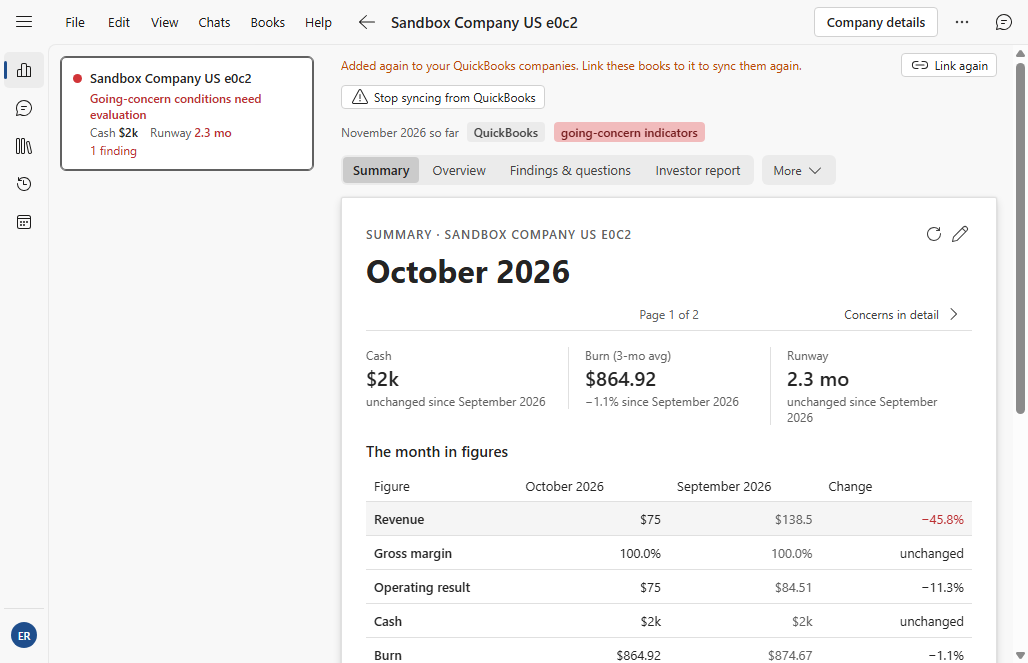 File Edit View Chats Books Help Sandbox Company US e0c2 Company details
Sandbox Company US e0c2
Going-concern conditions need
evaluation
Cash $2k Runway 2.3 mo
1 finding
Added again to your QuickBooks companies. Link these books to it to sync them again. Link again
Stop syncing from QuickBooks
November 2026 so far QuickBooks going-concern indicators
Summary Overview Findings & questions Investor report More
SUMMARY · SANDBOX COMPANY US E0C2
October 2026
Page 1 of 2 Concerns in detail
Cash Burn (3-mo avg) Runway
$2k $864.92 2.3 mo
unchanged since September 2026 −1.1% since September 2026 unchanged since September
2026
The month in figures
Figure October 2026 September 2026 Change
Revenue $75 $138.5 −45.8%
Gross margin 100.0% 100.0% unchanged
Operating result $75 $84.51 −11.3%
Cash $2k $2k unchanged
Burn $864.92 $874.67 −1.1%
ER